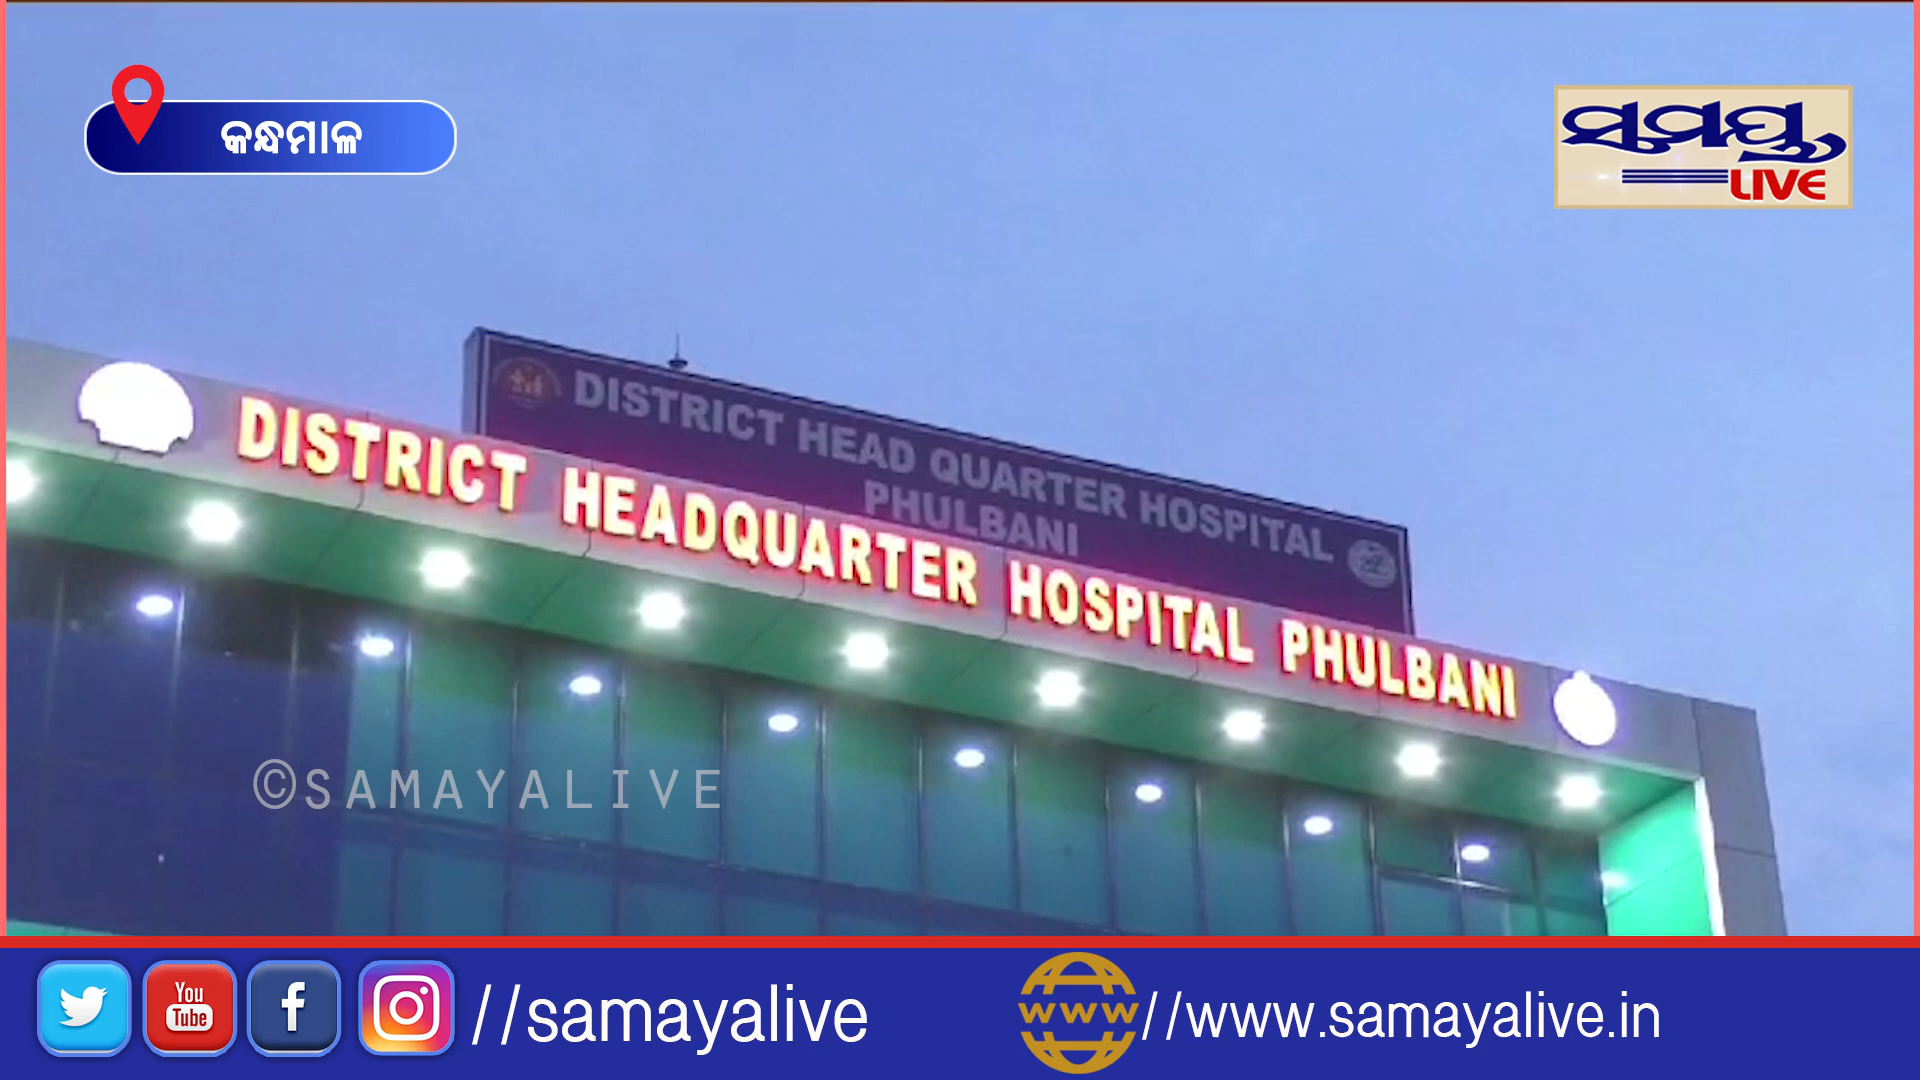 କନ୍ଧମାଳ
ସମୟ
LIVE
DISTRICT HEAD QUARTER HOSPITAL
PHULBANI
DISTRICT HEADQUARTER HOSPITAL PHULBANI
©SAMAYALIVE
You
Tube
//samayalive
www//www.samayalive.in